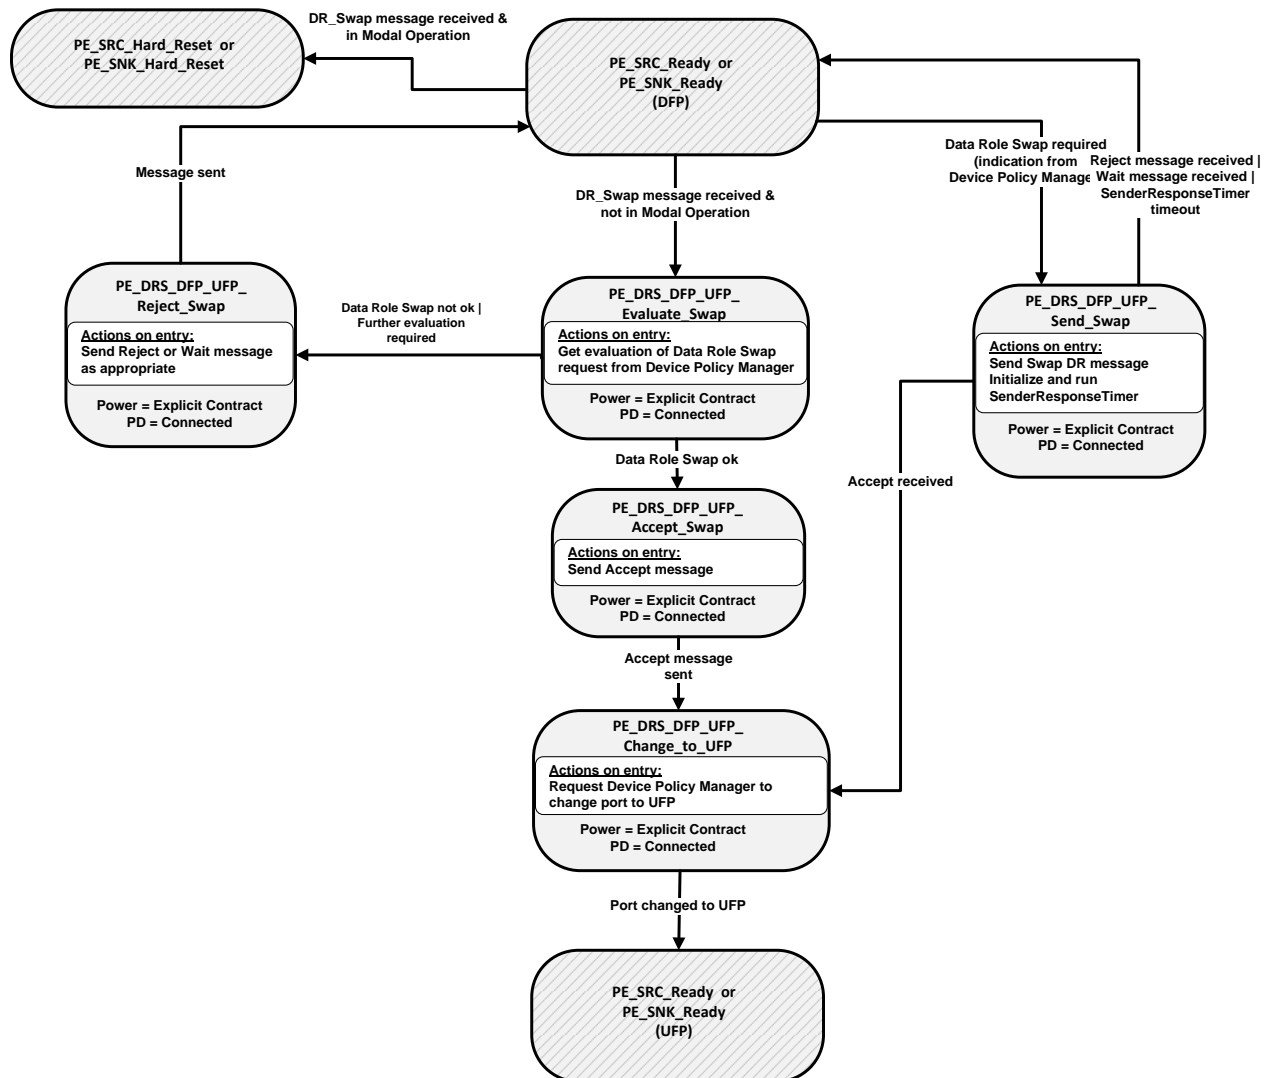 DR_Swap message received &
in Modal Operation
PE_SRC_Hard_Reset or
PE_SNK_Hard_Reset
PE_SRC_Ready or
PE_SNK_Ready
(DFP)
Message sent
Data Role Swap required
(indication from
Device Policy Manage
Reject message received |
Wait message received |
SenderResponseTimer
timeout
DR_Swap message received &
not in Modal Operation
PE_DRS_DFP_UFP_
Reject_Swap
Actions on entry:
Send Reject or Wait message
as appropriate
Power = Explicit Contract
PD = Connected
Data Role Swap not ok |
Further evaluation
required
PE_DRS_DFP_UFP_
Evaluate_Swap
Actions on entry:
Get evaluation of Data Role Swap
request from Device Policy Manager
Power = Explicit Contract
PD = Connected
PE_DRS_DFP_UFP_
Send_Swap
Actions on entry:
Send Swap DR message
Initialize and run
SenderResponseTimer
Power = Explicit Contract
PD = Connected
Data Role Swap ok
Accept received
PE_DRS_DFP_UFP_
Accept_Swap
Actions on entry:
Send Accept message
Power = Explicit Contract
PD = Connected
Accept message
sent
PE_DRS_DFP_UFP_
Change_to_UFP
Actions on entry:
Request Device Policy Manager to
change port to UFP
Power = Explicit Contract
PD = Connected
Port changed to UFP
PE_SRC_Ready or
PE_SNK_Ready
(UFP)